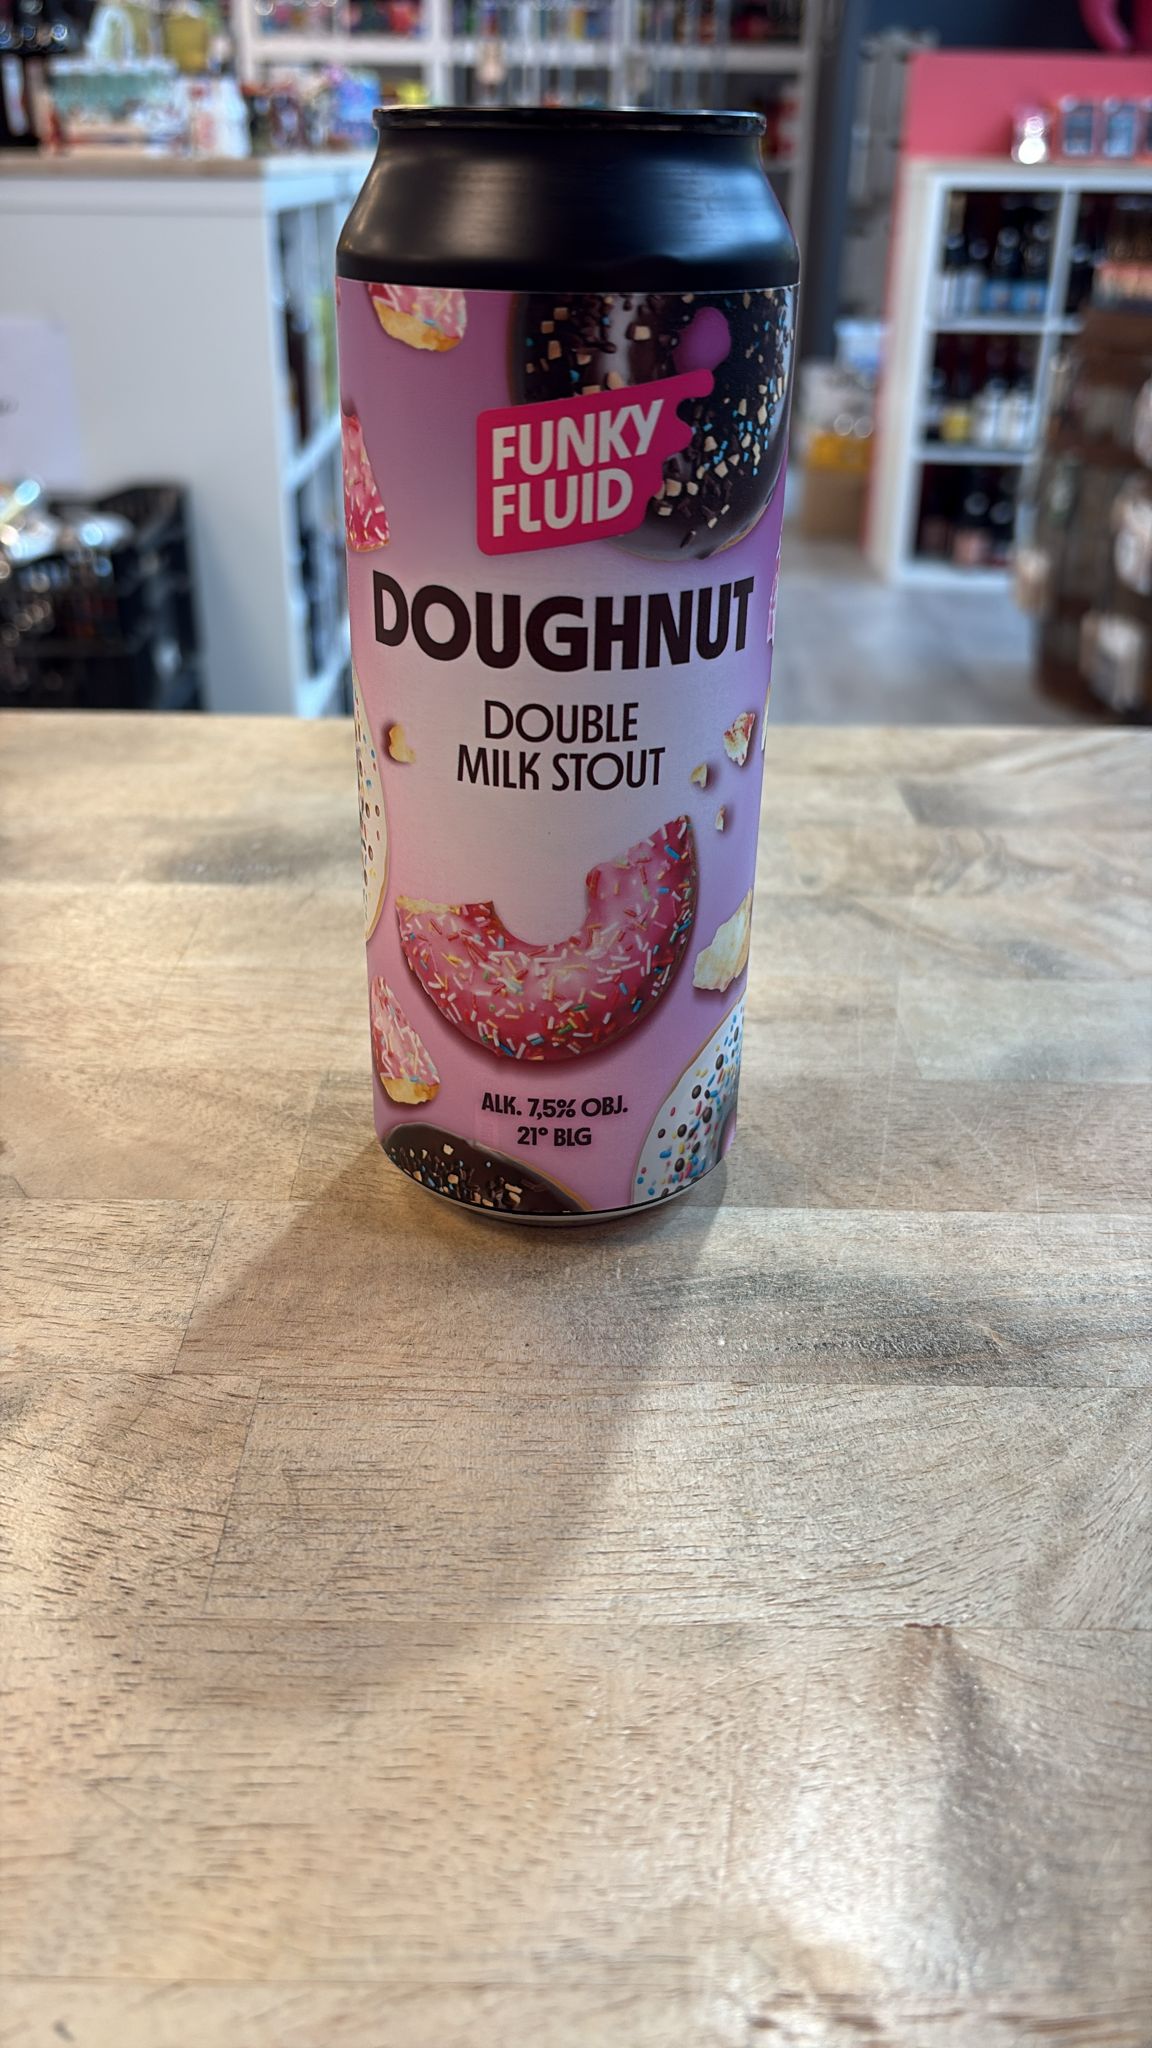 FUNKY
FLUID
DOUGHNUT
DOUBLE
MILK STOUT
ALK. 7,5% OBJ.
21° BLG